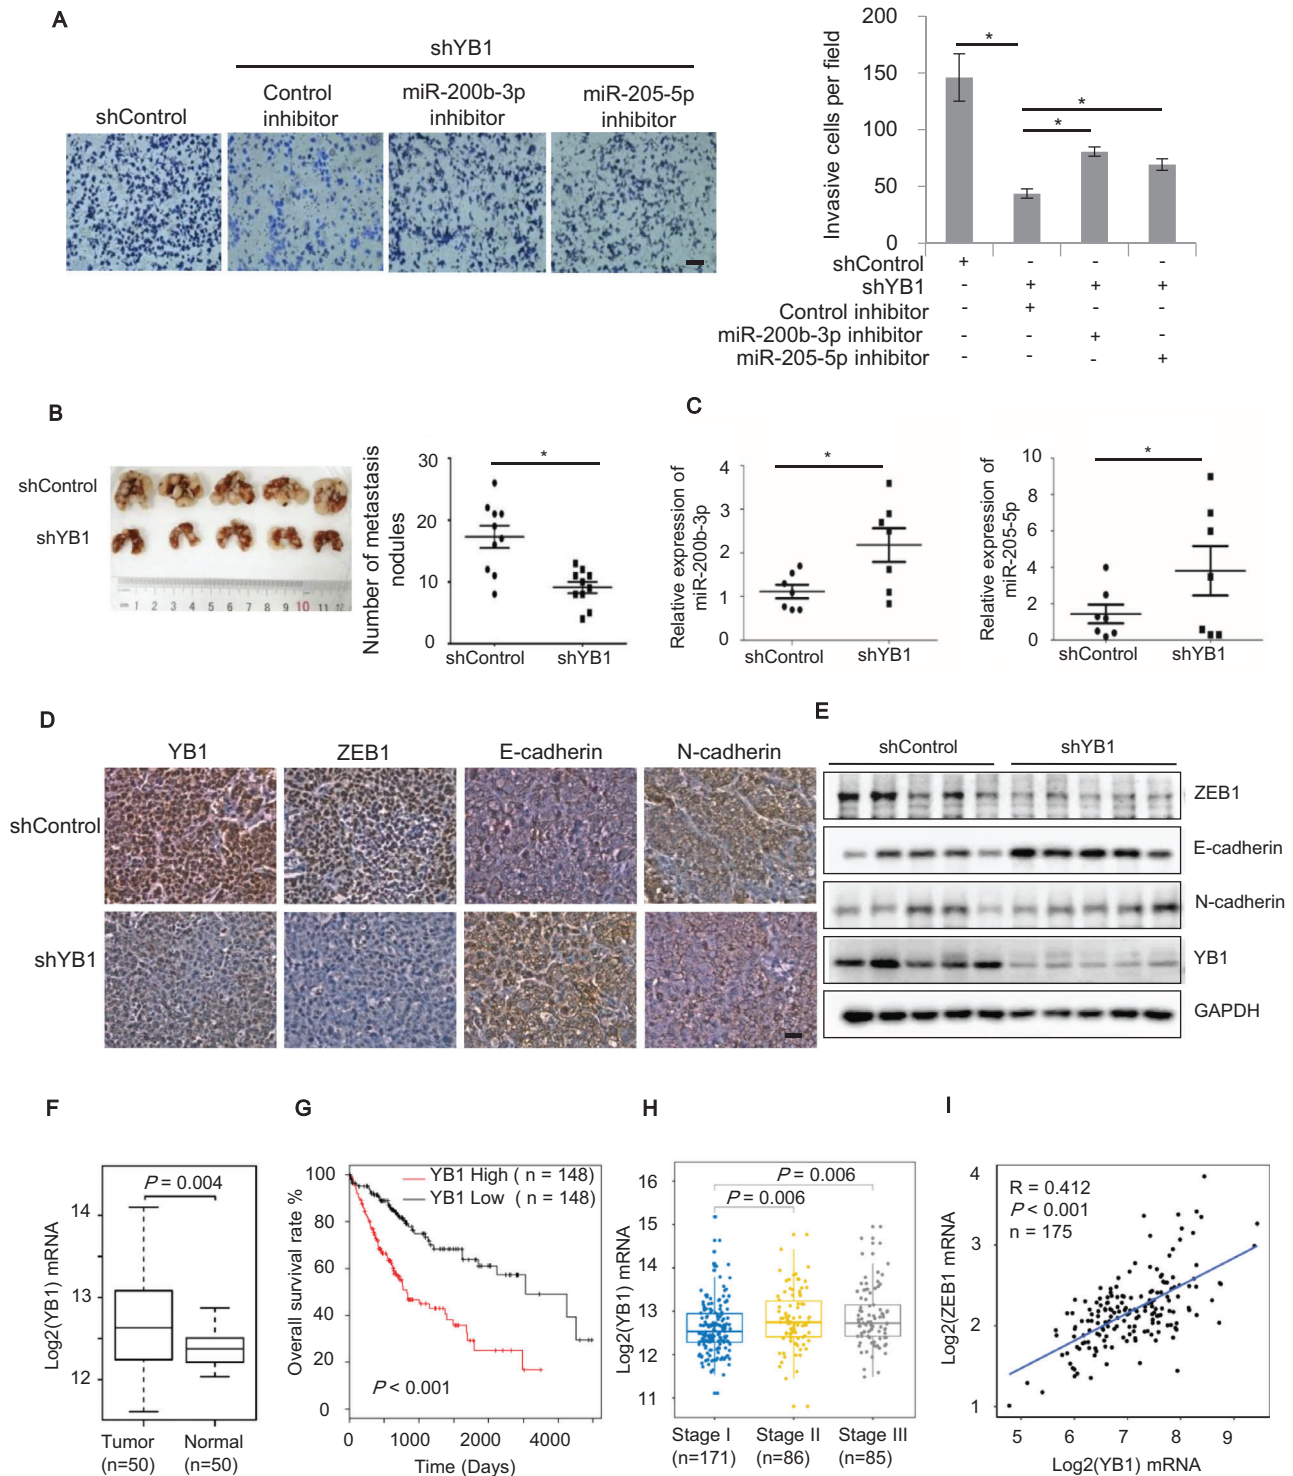 A
shYB1
shControl
Control inhibitor
miR-200b-3p inhibitor
miR-205-5p inhibitor
Invasive cells per field
200
150
100
50
0
*
*
*
shControl + - - -
shYB1 - + + +
Control inhibitor - + - -
miR-200b-3p inhibitor - - + -
miR-205-5p inhibitor - - - +
B
shControl
shYB1
cm 1 2 3 4 5 6 7 8 9 10 11
Number of metastasis nodules
30
20
10
0
*
shControl shYB1
C
Relative expression of miR-200b-3p
4
3
2
1
0
*
shControl shYB1
Relative expression of miR-205-5p
10
8
6
4
2
0
*
shControl shYB1
D
YB1 ZEB1 E-cadherin N-cadherin
shControl
shYB1
E
shControl shYB1
ZEB1
E-cadherin
N-cadherin
YB1
GAPDH
F
Log2(YB1) mRNA
14
13
12
P = 0.004
Tumor (n=50)
Normal (n=50)
G
Overall survival rate %
100
80
60
40
20
0
YB1 High ( n = 148)
YB1 Low ( n = 148)
P < 0.001
0 1000 2000 4000
Time (Days)
H
Log2(YB1) mRNA
16
15
14
13
12
11
P = 0.006
P = 0.006
Stage I (n=171)
Stage II (n=86)
Stage III (n=85)
I
Log2(ZEB1 mRNA)
4
3
2
1
R = 0.412
P < 0.001
n = 175
5 6 7 8 9
Log2(YB1) mRNA